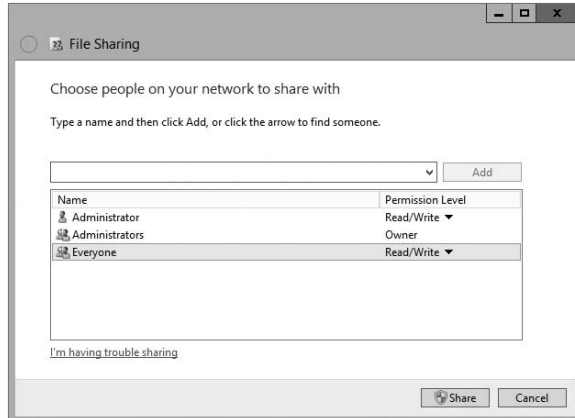 File Sharing
Choose people on your network to share with
Type a name and then click Add, or click the arrow to find someone.
Add
Name Permission Level
Administrator Read/Write
Administrators Owner
Everyone Read/Write
I'm having trouble sharing
Share Cancel